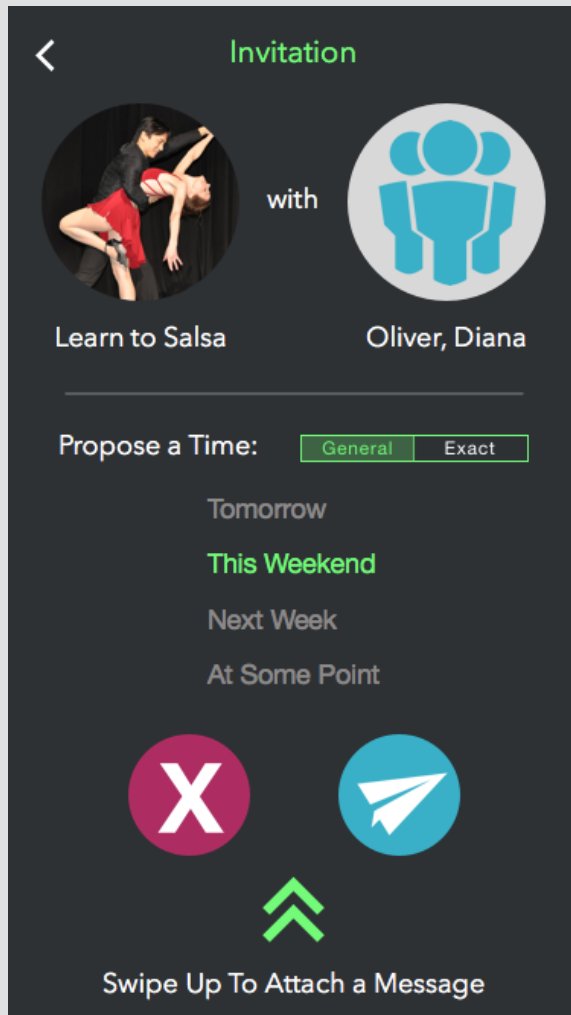 Invitation
with
Learn to Salsa
Oliver, Diana
Propose a Time:
General
Exact
Tomorrow
This Weekend
Next Week
At Some Point
X
Swipe Up To Attach a Message